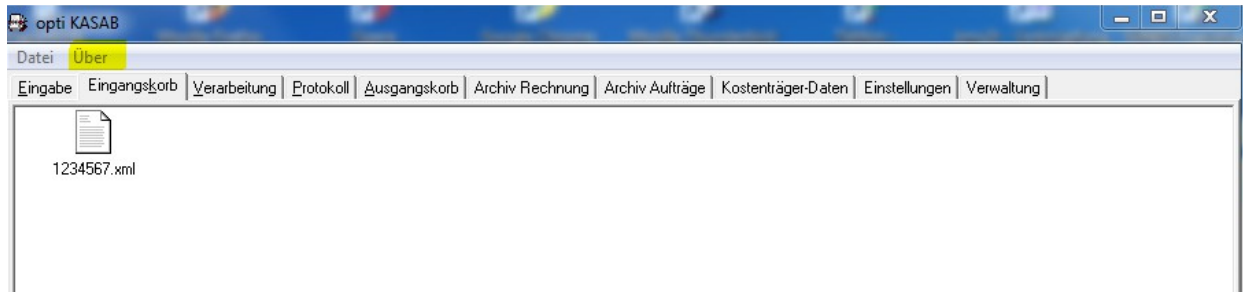 opti KASAB
Datei Über
Eingabe Eingangskorb Verarbeitung Protokoll Ausgangskorb Archiv Rechnung Archiv Aufträge Kostenträger-Daten Einstellungen Verwaltung
1234567.xml